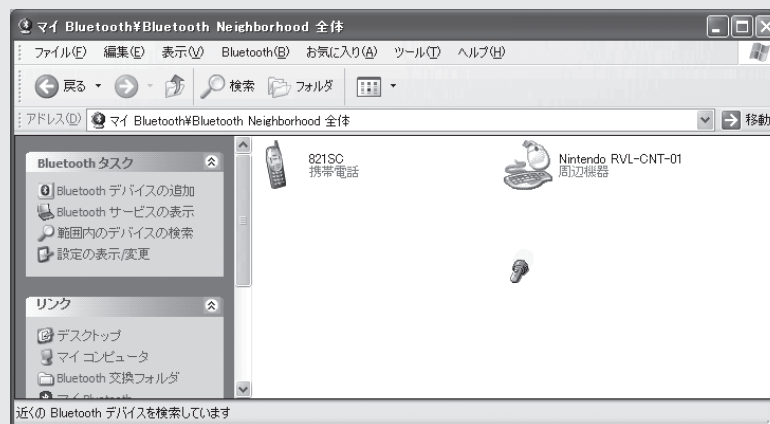 マイ Bluetooth¥Bluetooth Neighborhood 全体
ファイル(F) 編集(E) 表示(V) Bluetooth(B) お気に入り(A) ツール(T) ヘルプ(H)
戻る 検索 フォルダ
アドレス(D) マイ Bluetooth¥Bluetooth Neighborhood 全体 移動
Bluetooth タスク
Bluetooth デバイスの追加
Bluetooth サービスの表示
範囲内のデバイスの検索
設定の表示/変更
リンク
デスクトップ
マイ コンピュータ
Bluetooth 交換フォルダ
マイ Bluetooth
821SC
携帯電話
Nintendo RVL-CNT-01
周辺機器
近くの Bluetooth デバイスを検索しています